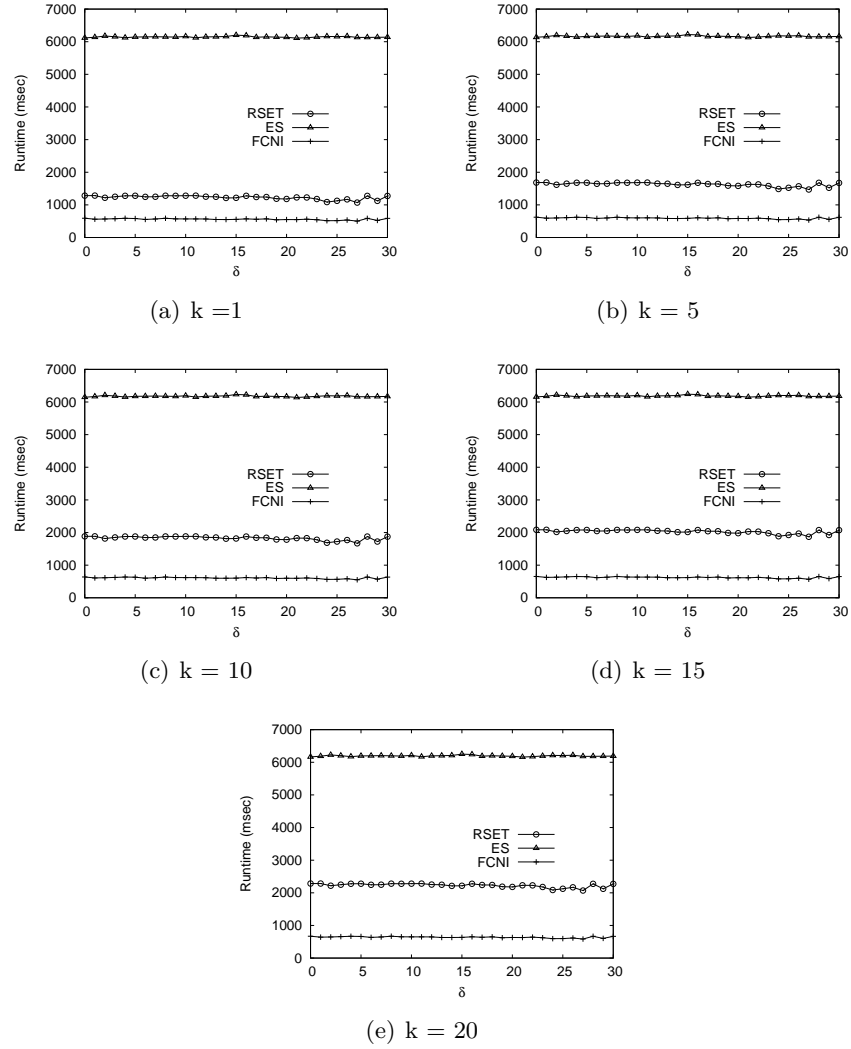 7000
6000
5000
4000
3000
2000
1000
0
Runtime (msec)
RSET
ES
FCNI
0 5 10 15 20 25 30
δ
(a) k =1
7000
6000
5000
4000
3000
2000
1000
0
Runtime (msec)
RSET
ES
FCNI
0 5 10 15 20 25 30
δ
(b) k = 5
7000
6000
5000
4000
3000
2000
1000
0
Runtime (msec)
RSET
ES
FCNI
0 5 10 15 20 25 30
δ
(c) k = 10
7000
6000
5000
4000
3000
2000
1000
0
Runtime (msec)
RSET
ES
FCNI
0 5 10 15 20 25 30
δ
(d) k = 15
7000
6000
5000
4000
3000
2000
1000
0
Runtime (msec)
RSET
ES
FCNI
0 5 10 15 20 25 30
δ
(e) k = 20